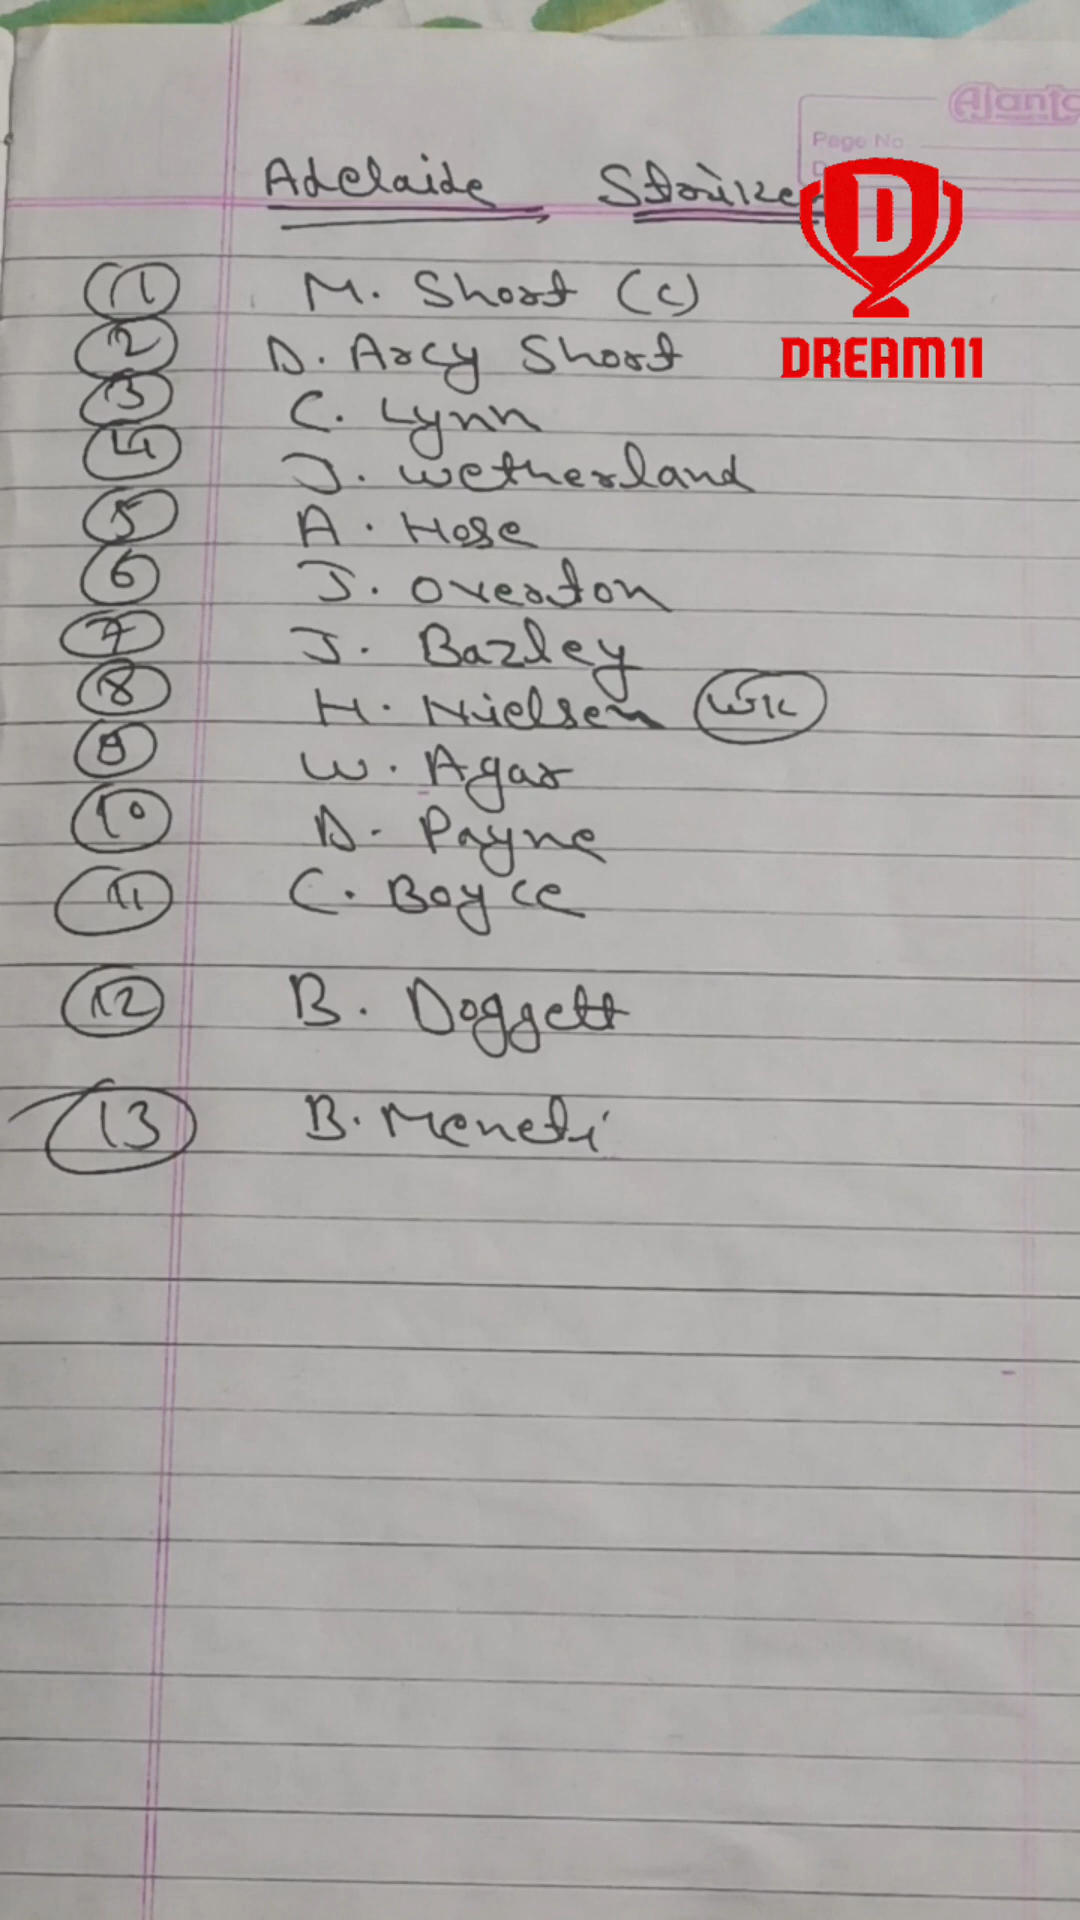 Ajanta
Page No.
Adelaide Striker
DREAM11
1 M. Short (c)
2 D. Arcy Short
3 C. Lynn
4 J. Wetherland
5 A. Hose
6 J. Overton
7 J. Bazley
8 H. Nielsen WK
9 W. Agar
10 D. Payne
11 C. Boyce
12 B. Doggett
13 B. Meneti